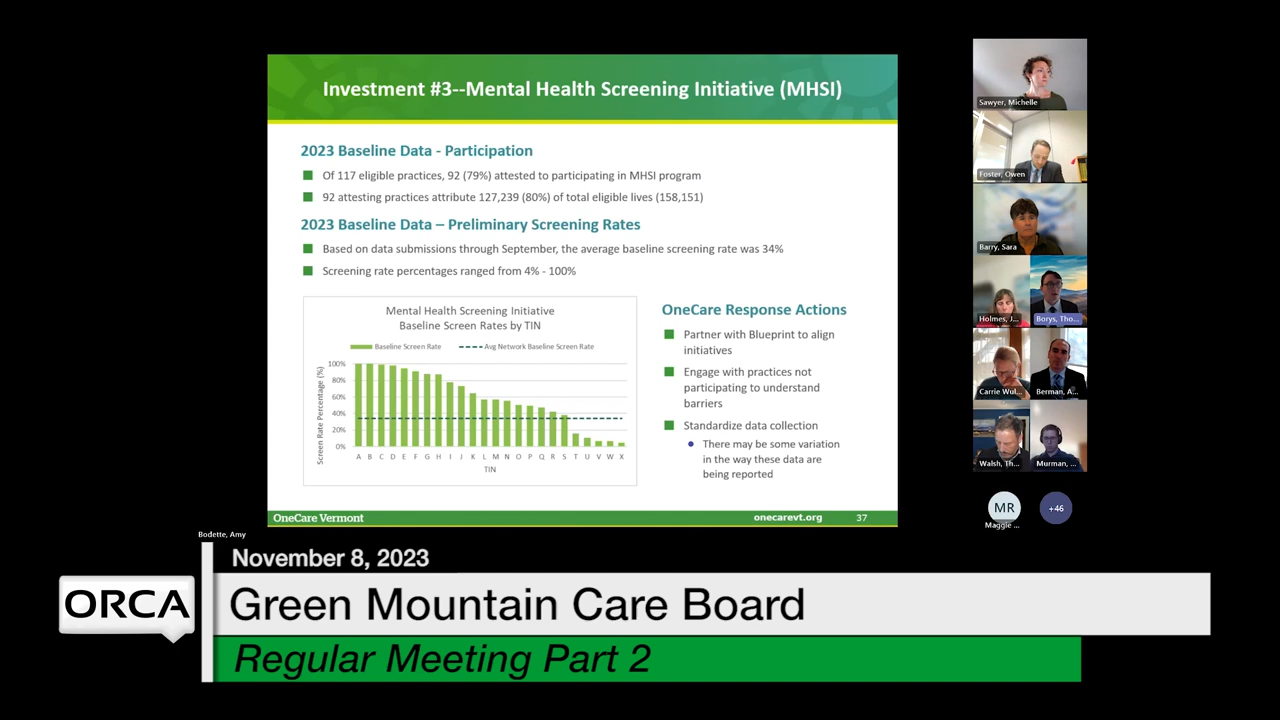 Investment #3--Mental Health Screening Initiative (MHSI)
2023 Baseline Data - Participation
Of 117 eligible practices, 92 (79%) attested to participating in MHSI program
92 attesting practices attribute 127,239 (80%) of total eligible lives (158,151)
2023 Baseline Data – Preliminary Screening Rates
Based on data submissions through September, the average baseline screening rate was 34%
Screening rate percentages ranged from 4% - 100%
Mental Health Screening Initiative
Baseline Screen Rates by TIN
Baseline Screen Rate
Avg Network Baseline Screen Rate
Screen Rate Percentage (%)
100%
80%
60%
40%
20%
0%
A B C D E F G H I J K L M N O P Q R S T U V W X
TIN
OneCare Response Actions
Partner with Blueprint to align
initiatives
Engage with practices not
participating to understand
barriers
Standardize data collection
There may be some variation
in the way these data are
being reported
OneCare Vermont
onecarevt.org
37
Sawyer, Michelle
Foster, Owen
Barry, Sara
Holmes, J...
Borys, Tho...
Carrie Wul...
Berman, A...
Walsh, Th...
Murman, ...
MR
Maggie ...
+46
Bodette, Amy
November 8, 2023
ORCA
Green Mountain Care Board
Regular Meeting Part 2